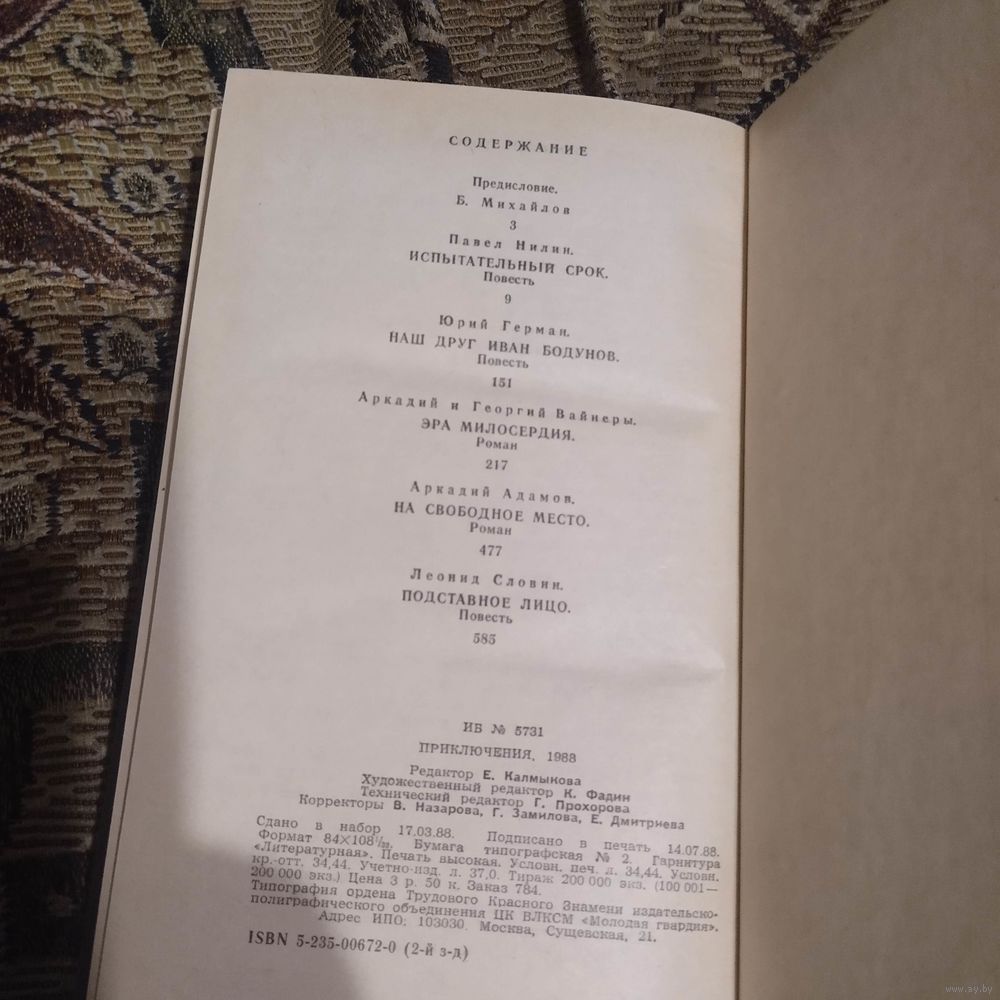 СОДЕРЖАНИЕ
Предисловие.
Б. Михайлов
3
Павел Нилин.
ИСПЫТАТЕЛЬНЫЙ СРОК.
Повесть
9
Юрий Герман.
НАШ ДРУГ ИВАН БОДУНОВ.
Повесть
151
Аркадий и Георгий Вайнеры.
ЭРА МИЛОСЕРДИЯ.
Роман
217
Аркадий Адамов.
НА СВОБОДНОЕ МЕСТО.
Роман
477
Леонид Словин.
ПОДСТАВНОЕ ЛИЦО.
Повесть
585
ИБ № 5731
ПРИКЛЮЧЕНИЯ, 1988
Редактор Е. Калмыкова
Художественный редактор К. Фадин
Технический редактор Г. Прохорова
Корректоры В. Назарова, Г. Замилова, Е. Дмитриева
Сдано в набор 17.03.88. Подписано в печать 14.07.88.
Формат 84×108¹/₃₂. Бумага типографская № 2. Гарнитура
«Литературная». Печать высокая. Условн. печ. л. 34,44. Условн.
кр.-отт. 34,44. Учетно-изд. л. 37,0. Тираж 200 000 экз. (100 001—
200 000 экз.) Цена 3 р. 50 к. Заказ 784.
Типография ордена Трудового Красного Знамени издательско-
полиграфического объединения ЦК ВЛКСМ «Молодая гвардия».
Адрес ИПО: 103030. Москва, Сущевская, 21.
ISBN 5-235-00672-0 (2-й з-д)
www.ay.by